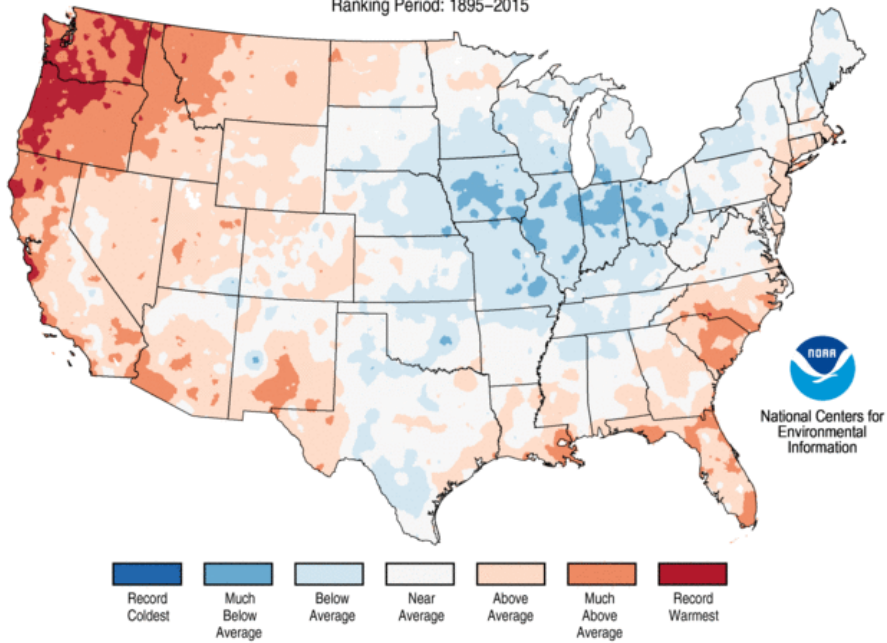 Ranking Period: 1895–2015
NOAA
National Centers for
Environmental
Information
Record
Coldest
Much
Below
Average
Below
Average
Near
Average
Above
Average
Much
Above
Average
Record
Warmest